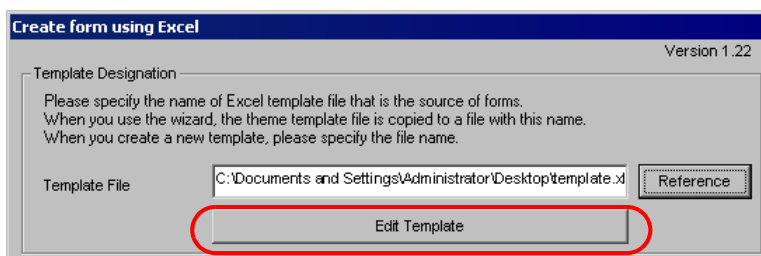 Create form using Excel
Version 1.22
Template Designation
Please specify the name of Excel template file that is the source of forms.
When you use the wizard, the theme template file is copied to a file with this name.
When you create a new template, please specify the file name.
Template File
C:\Documents and Settings\Administrator\Desktop\template.xl
Reference
Edit Template